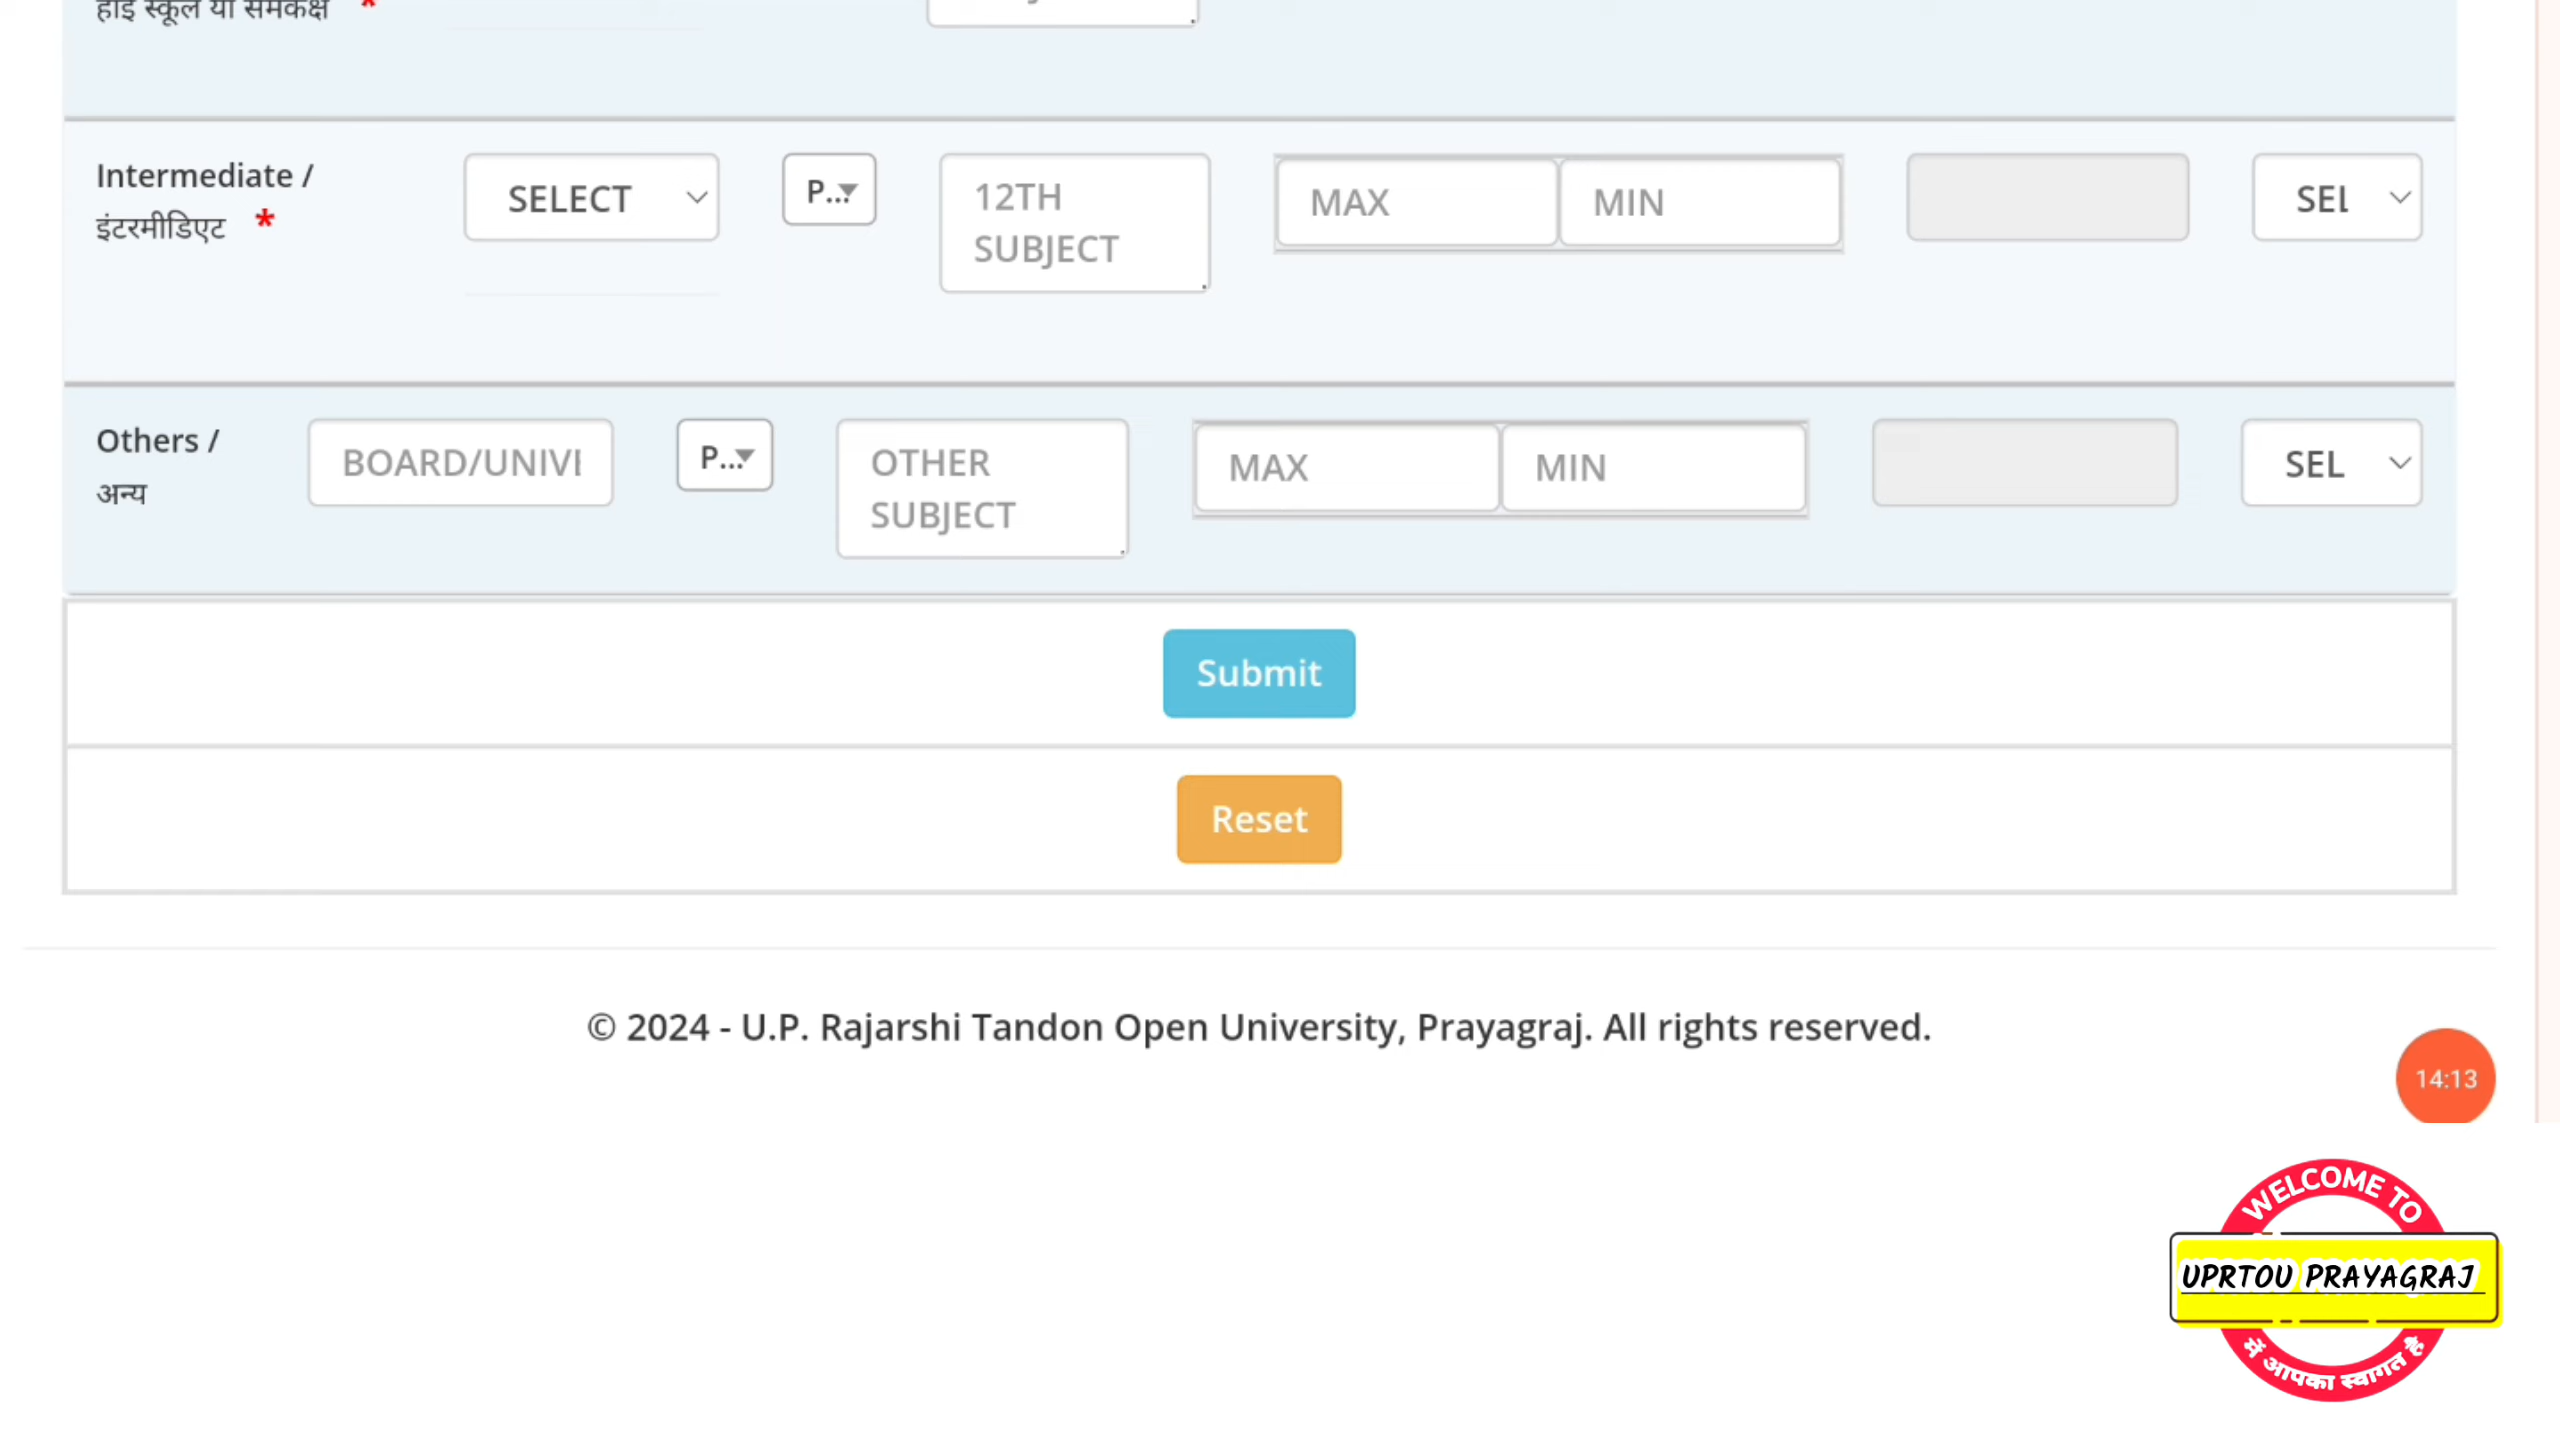 हाई स्कूल या समकक्ष *
Intermediate /
इंटरमीडिएट *
SELECT
P...
12TH
SUBJECT
MAX
MIN
SEL
Others /
अन्य
BOARD/UNIVE
P...
OTHER
SUBJECT
MAX
MIN
SEL
Submit
Reset
© 2024 - U.P. Rajarshi Tandon Open University, Prayagraj. All rights reserved.
14:13
WELCOME TO
UPRTOU PRAYAGRAJ
में आपका स्वागत है